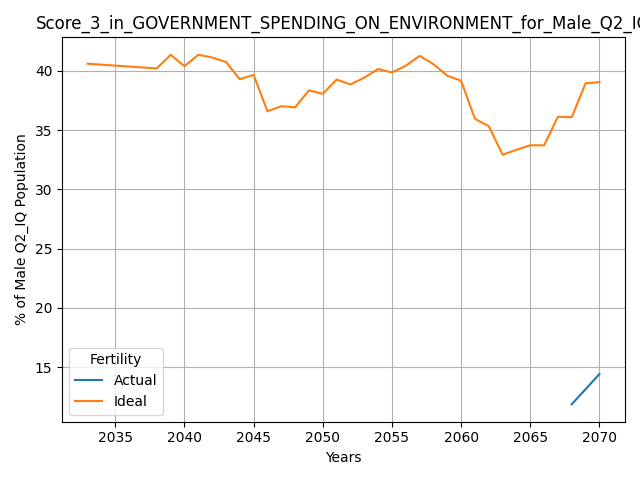 Score_3_in_GOVERNMENT_SPENDING_ON_ENVIRONMENT_for_Male_Q2_IQ
% of Male Q2_IQ Population
40
35
30
25
20
15
Fertility
Actual
Ideal
2035 2040 2045 2050 2055 2060 2065 2070
Years